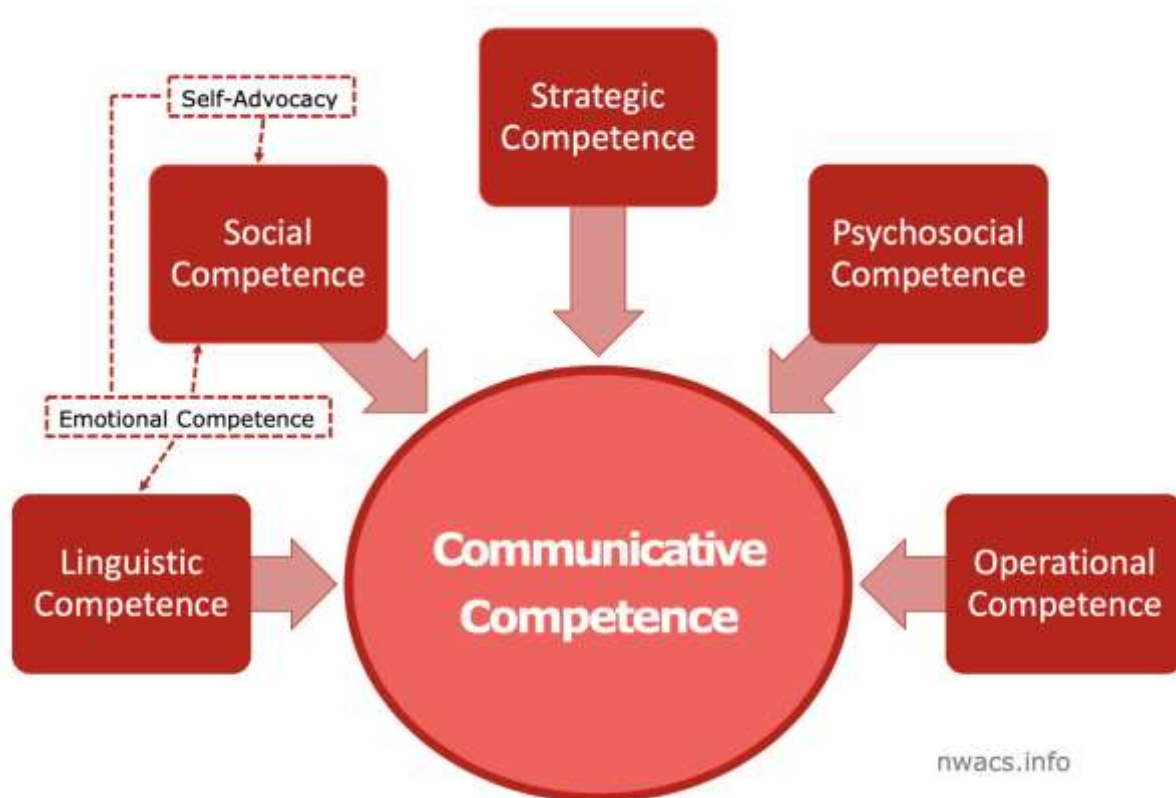 Self-Advocacy
Strategic
Competence
Social
Competence
Psychosocial
Competence
Emotional Competence
Linguistic
Competence
Communicative
Competence
Operational
Competence
nwacs.info